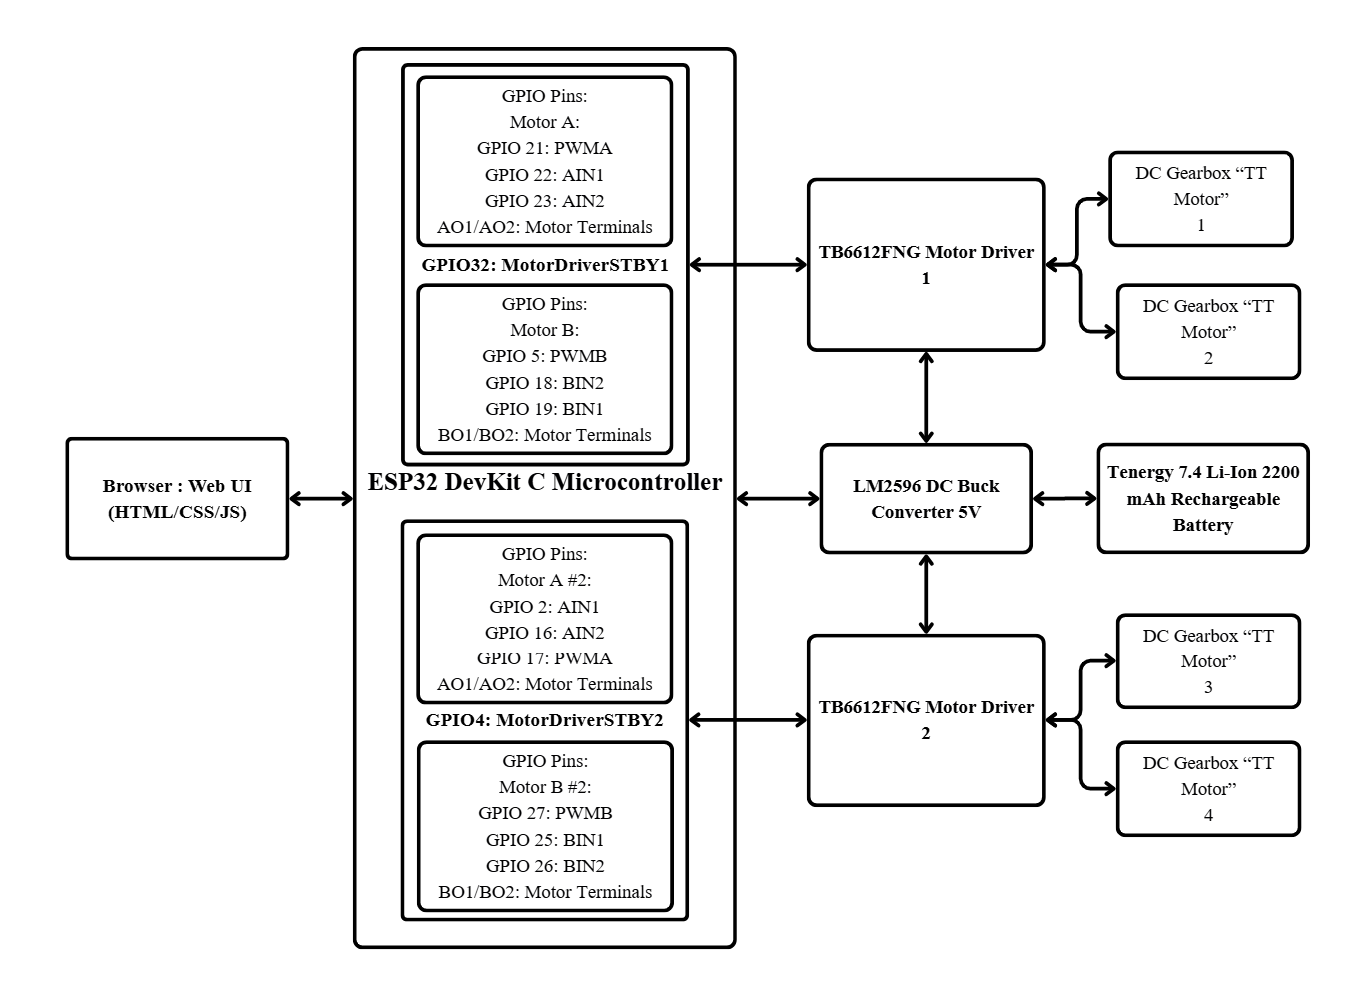 GPIO Pins:
Motor A:
GPIO 21: PWMA
GPIO 22: AIN1
GPIO 23: AIN2
AO1/AO2: Motor Terminals
GPIO32: MotorDriverSTBY1
GPIO Pins:
Motor B:
GPIO 5: PWMB
GPIO 18: BIN2
GPIO 19: BIN1
BO1/BO2: Motor Terminals
ESP32 DevKit C Microcontroller
GPIO Pins:
Motor A #2:
GPIO 2: AIN1
GPIO 16: AIN2
GPIO 17: PWMA
AO1/AO2: Motor Terminals
GPIO4: MotorDriverSTBY2
GPIO Pins:
Motor B #2:
GPIO 27: PWMB
GPIO 25: BIN1
GPIO 26: BIN2
BO1/BO2: Motor Terminals
Browser : Web UI
(HTML/CSS/JS)
TB6612FNG Motor Driver
1
DC Gearbox “TT
Motor”
1
DC Gearbox “TT
Motor”
2
LM2596 DC Buck
Converter 5V
Tenergy 7.4 Li-Ion 2200
mAh Rechargeable
Battery
TB6612FNG Motor Driver
2
DC Gearbox “TT
Motor”
3
DC Gearbox “TT
Motor”
4